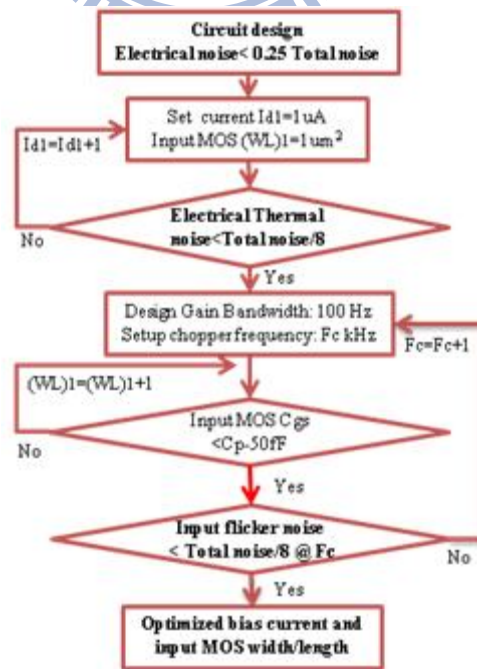 Circuit design
Electrical noise< 0.25 Total noise
Set current Id1=1uA
Input MOS (WL)1=1um²
Id1=Id1+1
Electrical Thermal
noise<Total noise/8
No
Yes
Design Gain Bandwidth: 100 Hz
Setup chopper frequency: Fc kHz
Fc=Fc+1
(WL)1=(WL)1+1
Input MOS Cgs
<Cp-50fF
No
Yes
Input flicker noise
< Total noise/8 @ Fc
No
Yes
Optimized bias current and
input MOS width/length